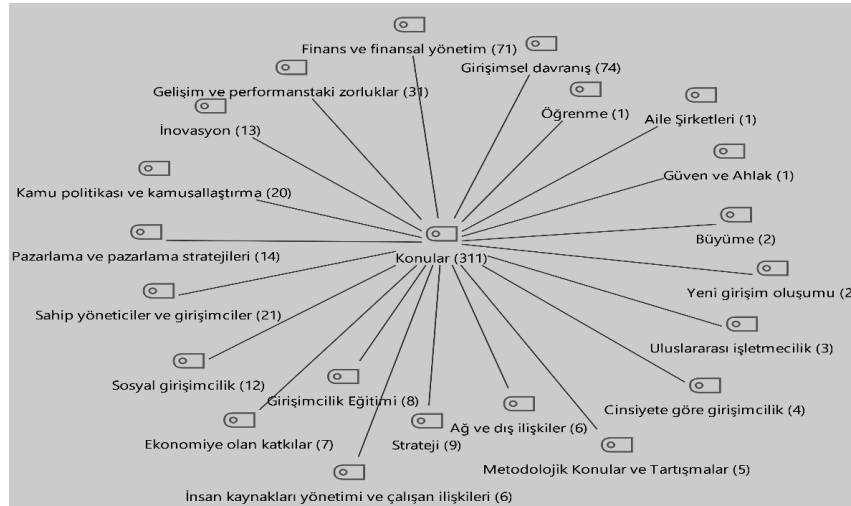 Finans ve finansal yönetim (71)
Girişimsel davranış (74)
Gelişim ve performanstaki zorluklar (31)
Öğrenme (1)
Aile Şirketleri (1)
İnovasyon (13)
Güven ve Ahlak (1)
Kamu politikası ve kamusallaştırma (20)
Büyüme (2)
Pazarlama ve pazarlama stratejileri (14)
Konular (311)
Yeni girişim oluşumu (2
Sahip yöneticiler ve girişimciler (21)
Uluslararası işletmecilik (3)
Sosyal girişimcilik (12)
Girişimcilik Eğitimi (8)
Cinsiyete göre girişimcilik (4)
Ekonomiye olan katkılar (7)
Strateji (9)
Ağ ve dış ilişkiler (6)
Metodolojik Konular ve Tartışmalar (5)
İnsan kaynakları yönetimi ve çalışan ilişkileri (6)